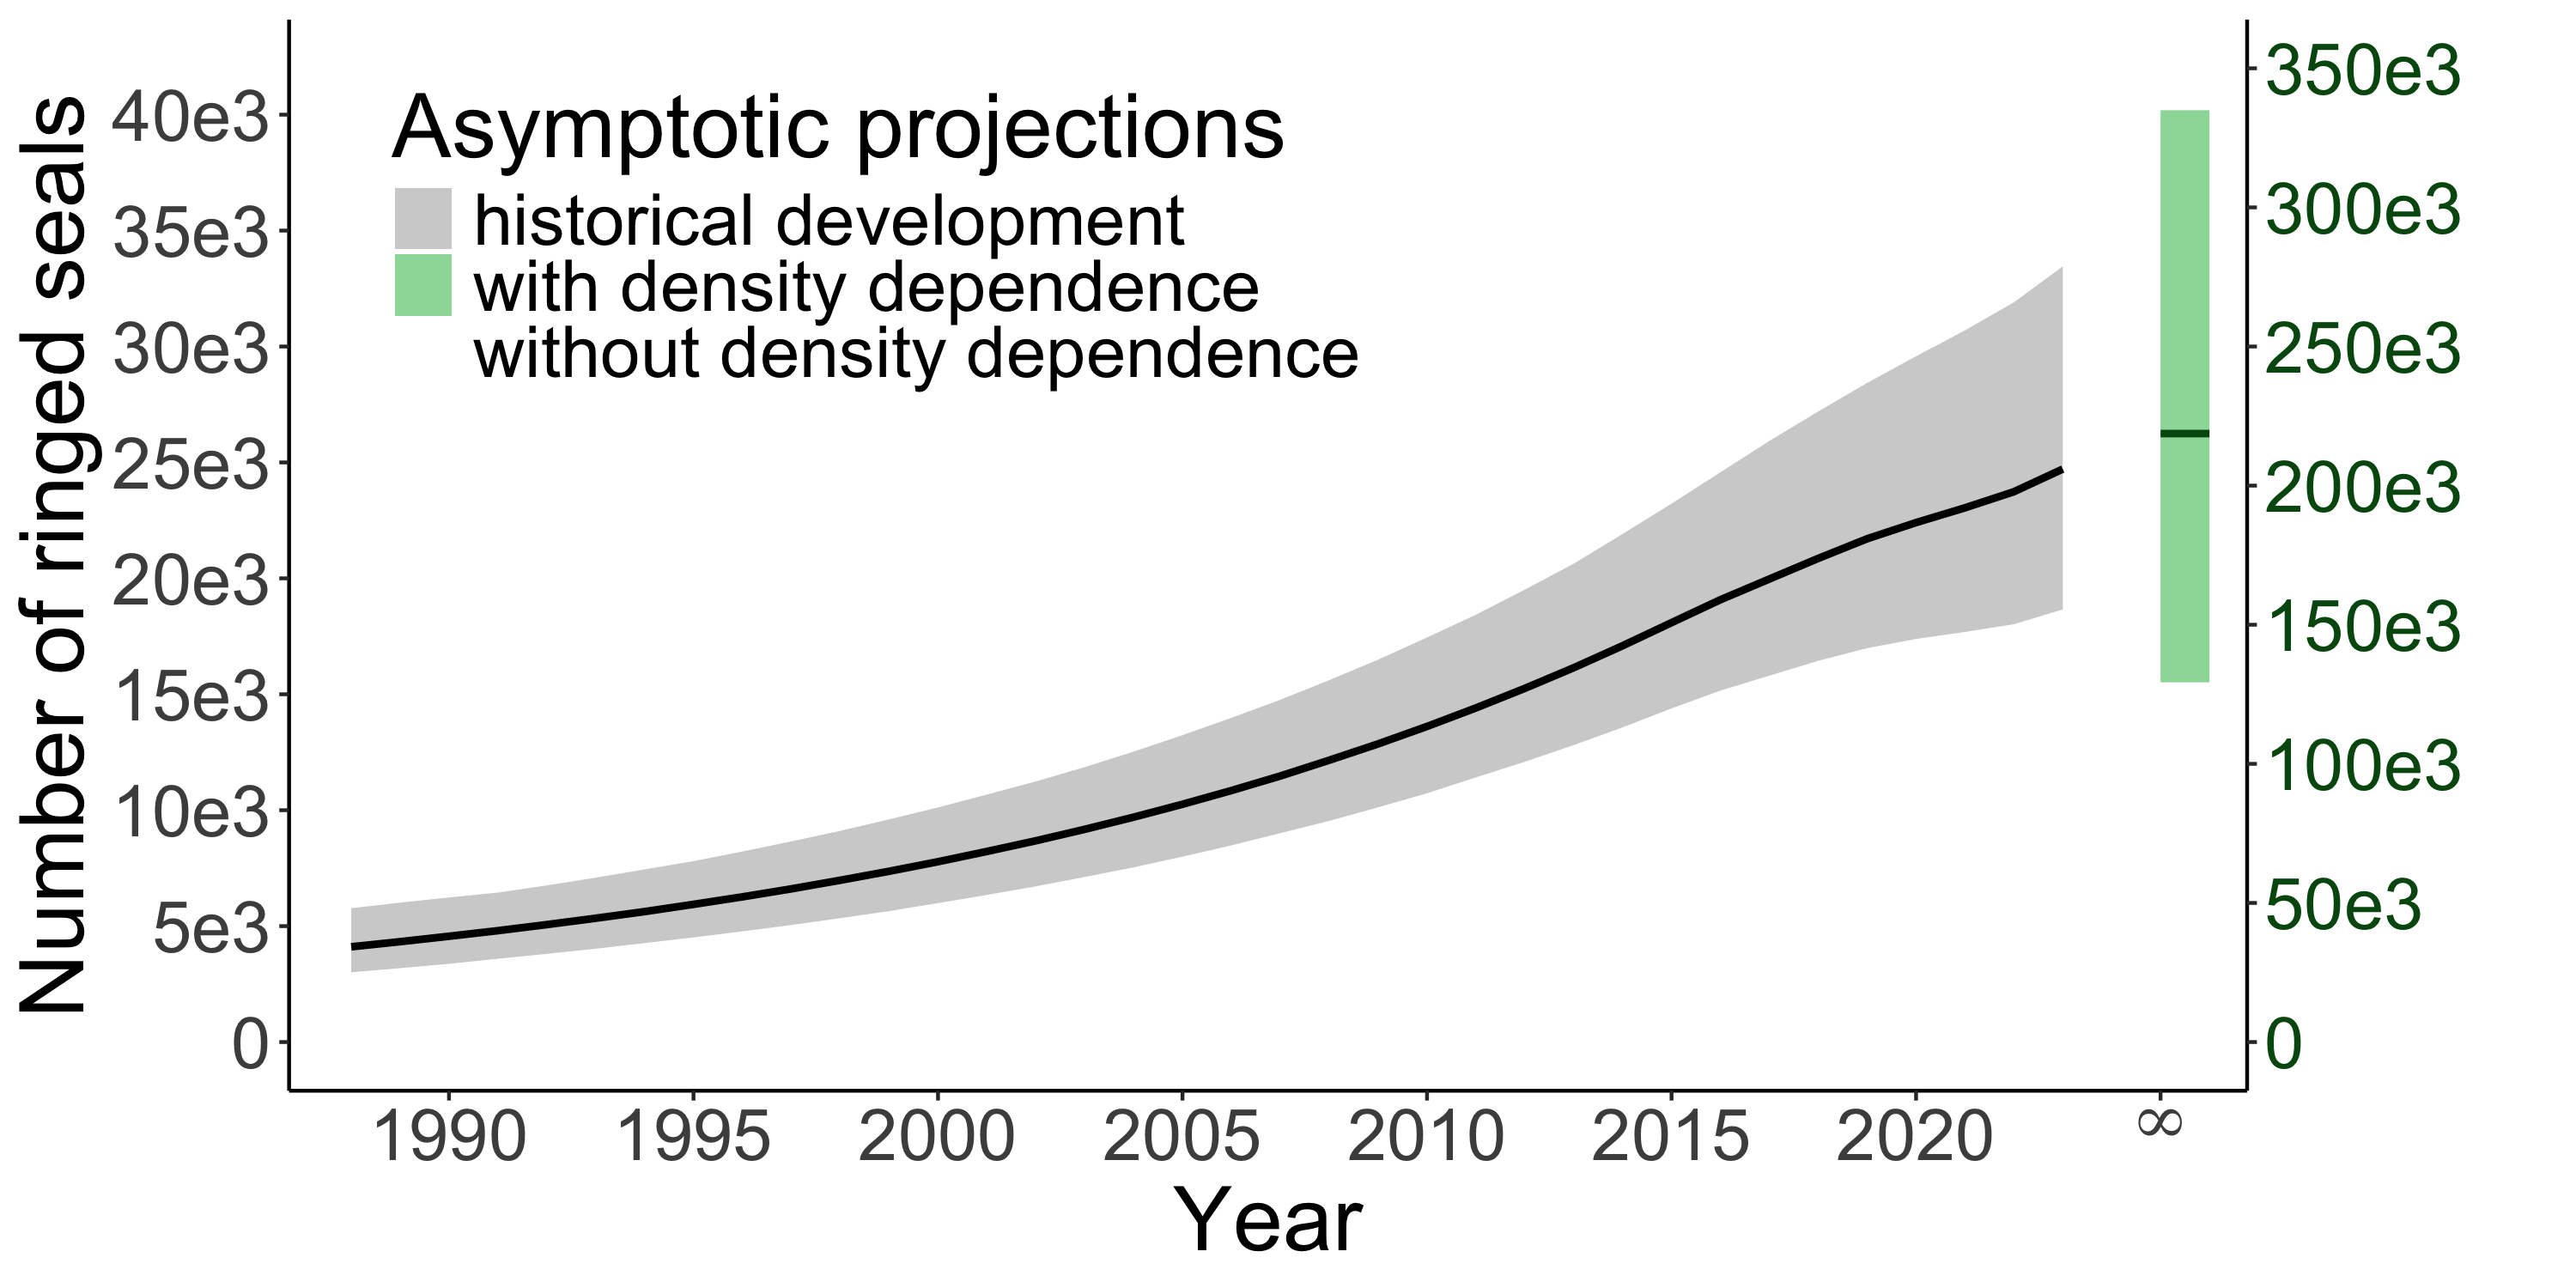 Number of ringed seals
40e3
35e3
30e3
25e3
20e3
15e3
10e3
5e3
0
Asymptotic projections
historical development
with density dependence
without density dependence
350e3
300e3
250e3
200e3
150e3
100e3
50e3
0
1990 1995 2000 2005 2010 2015 2020 ∞
Year